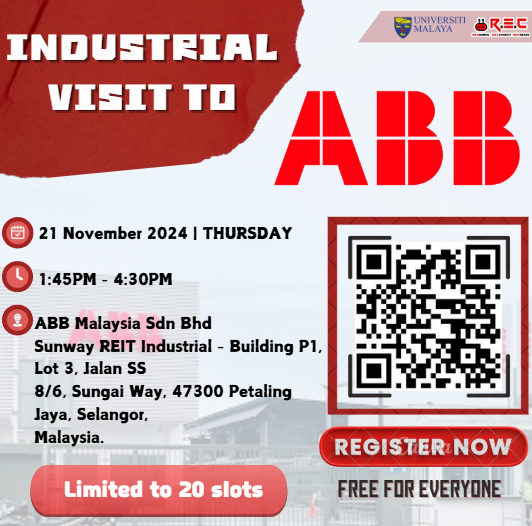 INDUSTRIAL
VISIT TO
UNIVERSITI
MALAYA
R.E.C
ABB
21 November 2024 | THURSDAY
1:45PM - 4:30PM
ABB
ABB Malaysia Sdn Bhd
Sunway REIT Industrial - Building P1,
Lot 3, Jalan SS
8/6, Sungai Way, 47300 Petaling
Jaya, Selangor,
Malaysia.
Limited to 20 slots
REGISTER NOW
FREE FOR EVERYONE